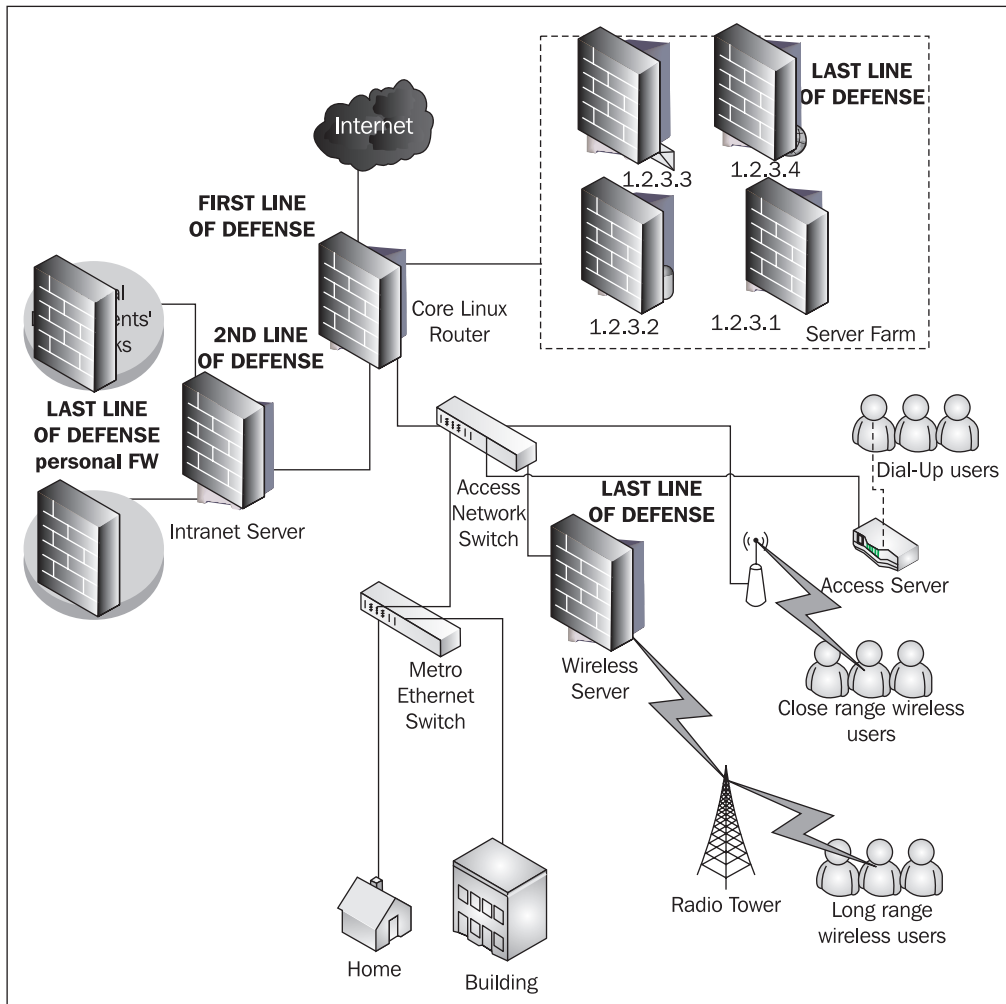 Internet
LAST LINE
OF DEFENSE
1.2.3.3
1.2.3.4
FIRST LINE
OF DEFENSE
Core Linux
Router
1.2.3.2
1.2.3.1
Server Farm
2ND LINE
OF DEFENSE
LAST LINE
OF DEFENSE
personal FW
Intranet Server
Access
Network
Switch
LAST LINE
OF DEFENSE
Dial-Up users
Access Server
Metro
Ethernet
Switch
Wireless
Server
Close range wireless
users
Radio Tower
Long range
wireless users
Home
Building